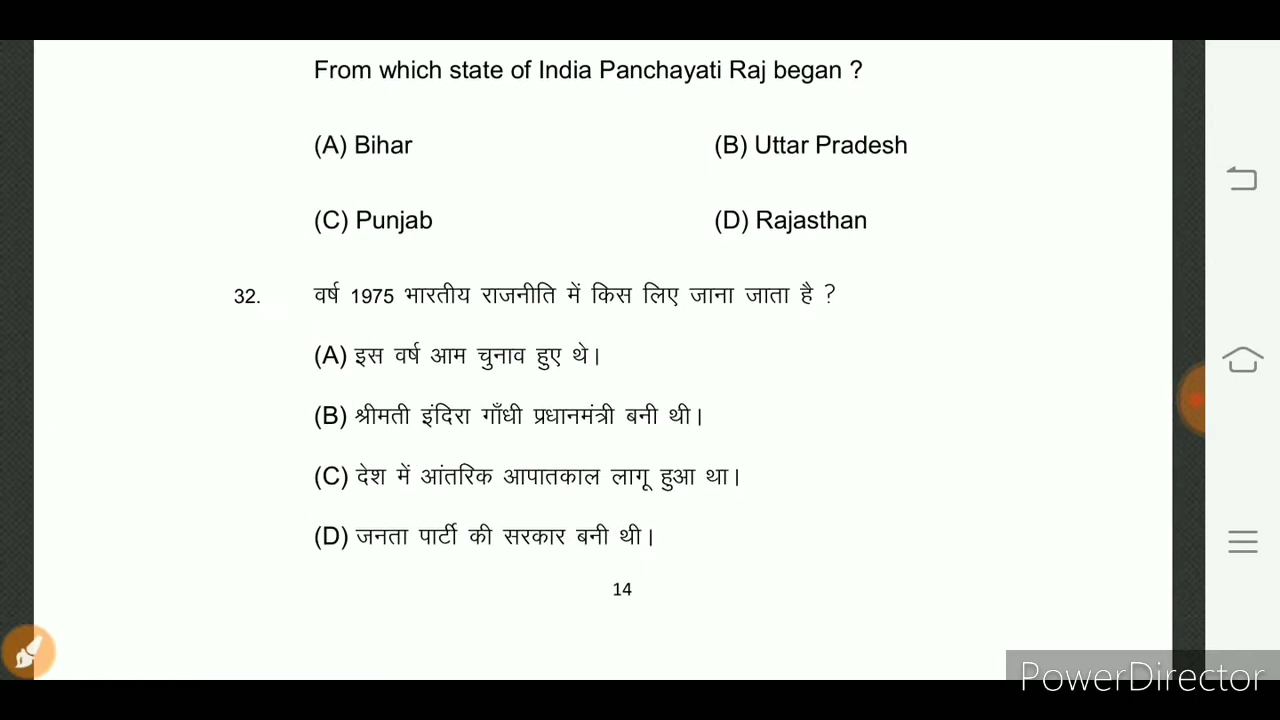 From which state of India Panchayati Raj began ?
(A) Bihar (B) Uttar Pradesh
(C) Punjab (D) Rajasthan
32. वर्ष 1975 भारतीय राजनीति में किस लिए जाना जाता है ?
(A) इस वर्ष आम चुनाव हुए थे।
(B) श्रीमती इंदिरा गाँधी प्रधानमंत्री बनी थी।
(C) देश में आंतरिक आपातकाल लागू हुआ था।
(D) जनता पार्टी की सरकार बनी थी।
14
PowerDirector